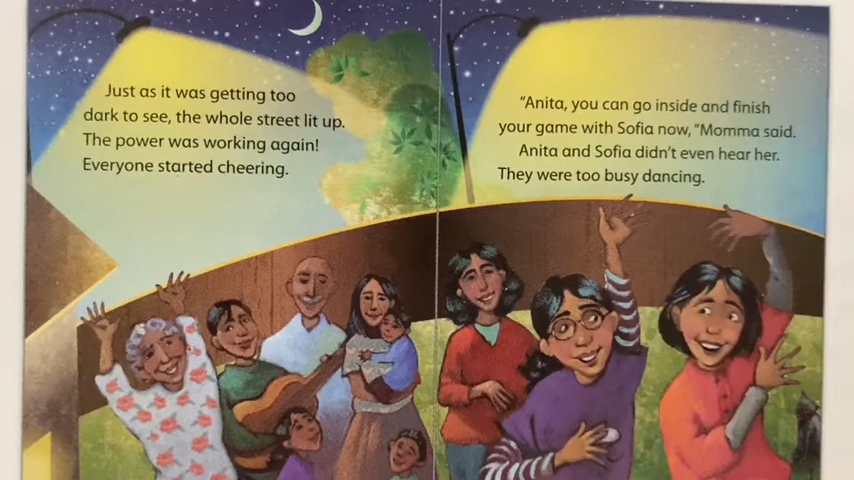 Just as it was getting too
dark to see, the whole street lit up.
The power was working again!
Everyone started cheering.
“Anita, you can go inside and finish
your game with Sofia now, “Momma said.
Anita and Sofia didn’t even hear her.
They were too busy dancing.